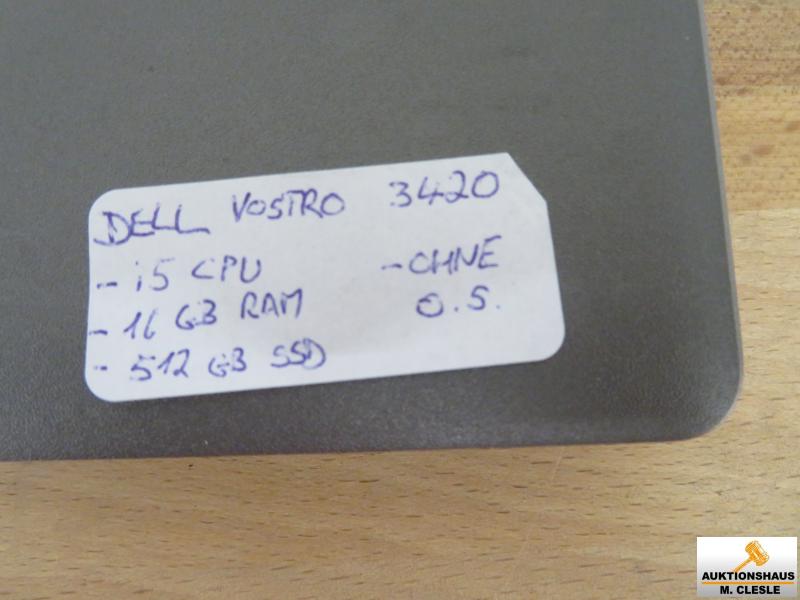 DELL VOSTRO 3420
- i5 CPU
- 16 GB RAM
- 512 GB SSD
- OHNE
O.S.
AUKTIONSHAUS
M. CLESLE